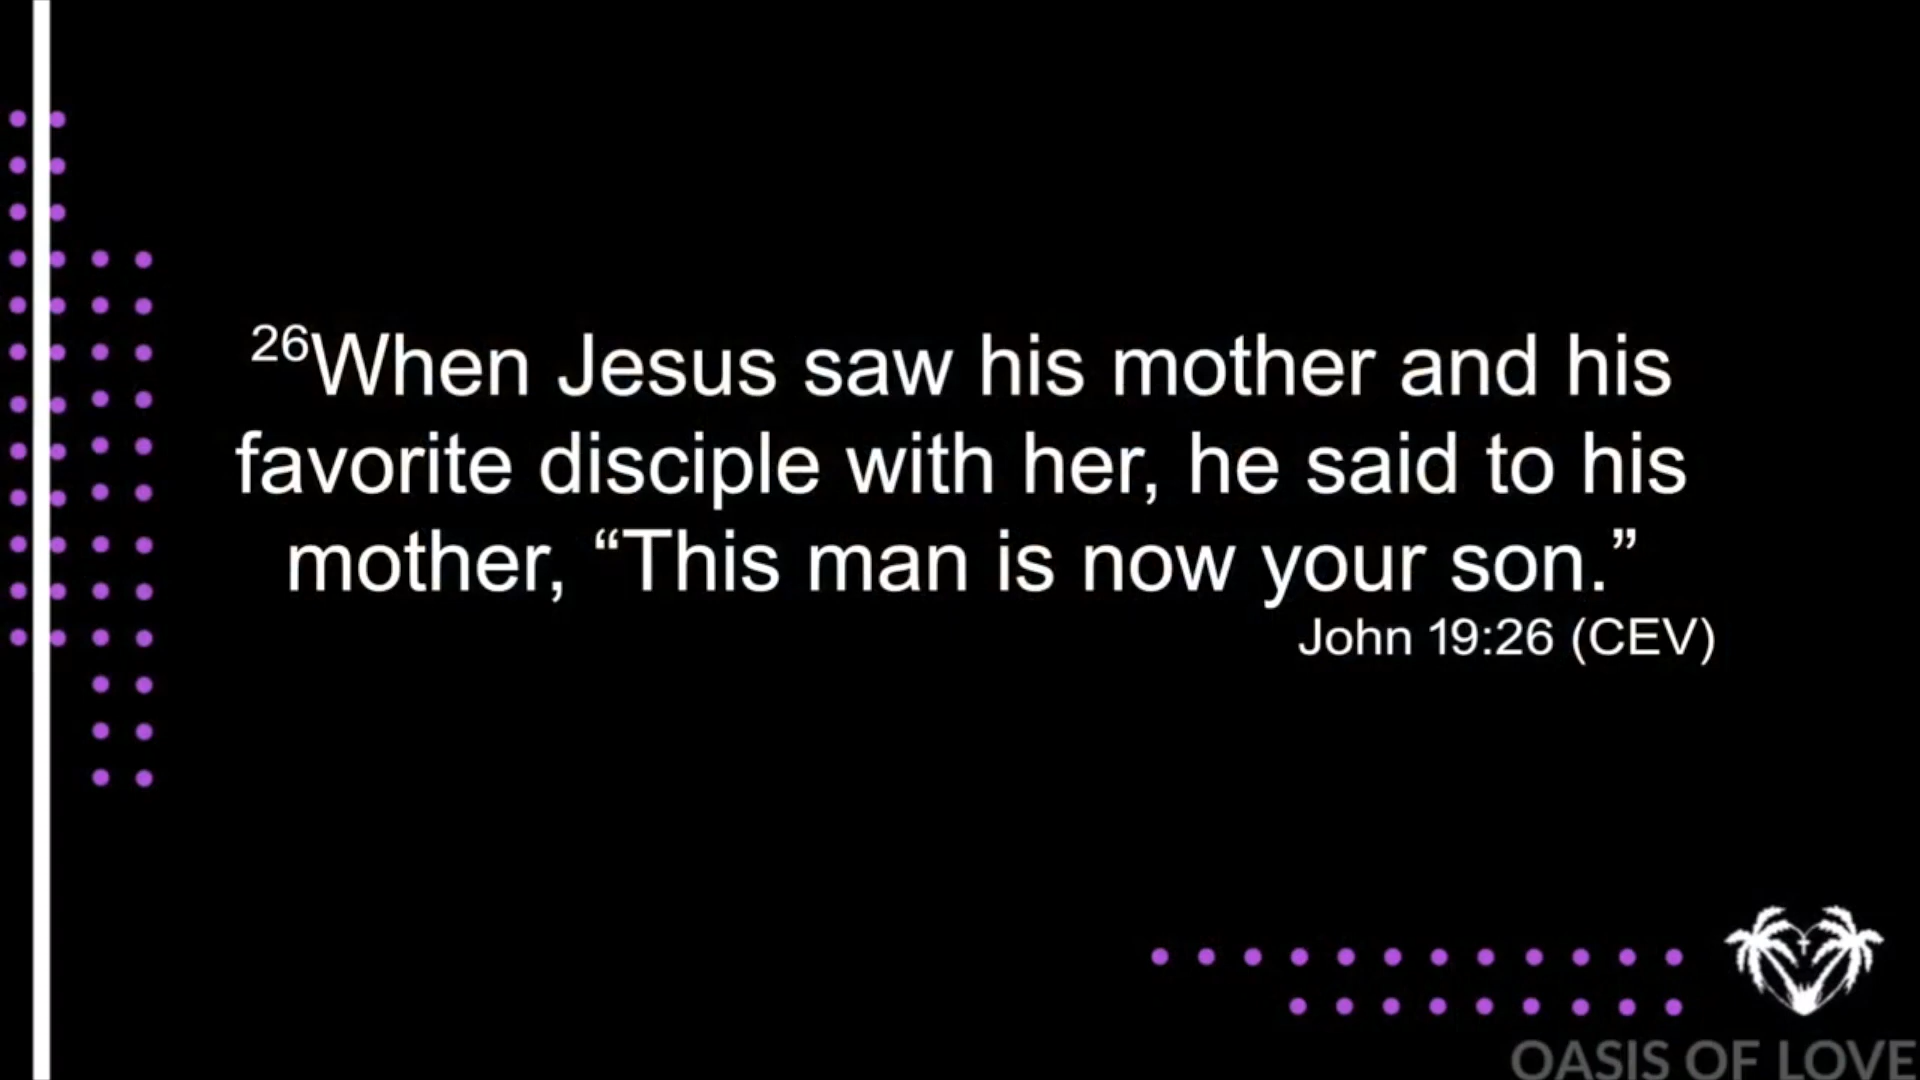 ²⁶When Jesus saw his mother and his
favorite disciple with her, he said to his
mother, “This man is now your son.”
John 19:26 (CEV)
OASIS OF LOVE